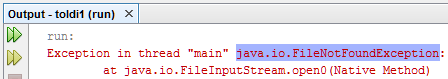 Output - toldi1 (run)
run:
Exception in thread "main" java.io.FileNotFoundException:
at java.io.FileInputStream.open0(Native Method)